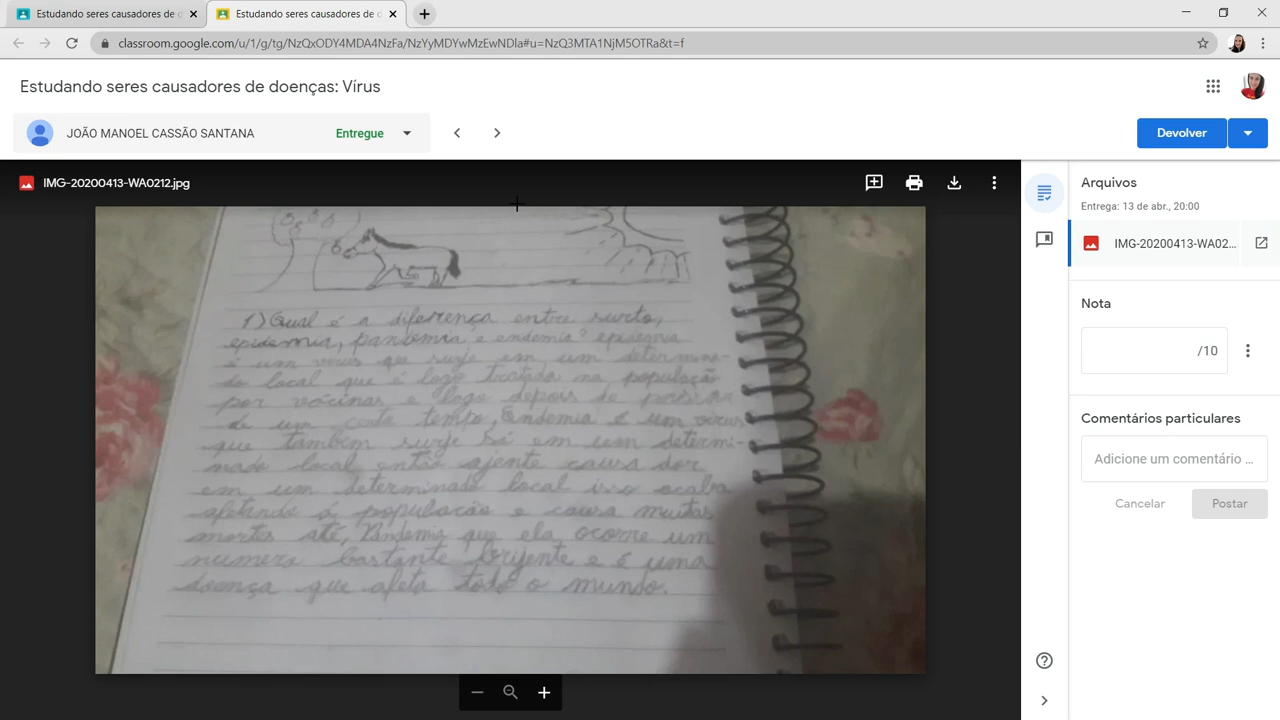 Estudando seres causadores de d
Estudando seres causadores de d
classroom.google.com/u/1/g/tg/NzQxODY4MDA4NzFa/NzYyMDYwMzEwNDla#u=NzQ3MTA1NjM5OTRa&t=f
Estudando seres causadores de doenças: Vírus
JOÃO MANOEL CASSÃO SANTANA
Entregue
Devolver
IMG-20200413-WA0212.jpg
1) Qual é a diferença entre surto,
epidemia, pandemia e endemia? epidemia
é um virus que surje em um determina-
do local que é logo tratada na população
por vacinas e logo depois de passar
de um certo tempo, Endemia é um virus
que também surje só em um determi-
nado local então ajente causa dor
em um determinado local isso acaba
afetando a população e causa muitas
mortes até, Pandemia que ela ocorre um
numero bastante e é uma
doença que afeta todo o mundo.
Arquivos
Entrega: 13 de abr., 20:00
IMG-20200413-WA02...
Nota
/10
Comentários particulares
Adicione um comentário ...
Cancelar
Postar